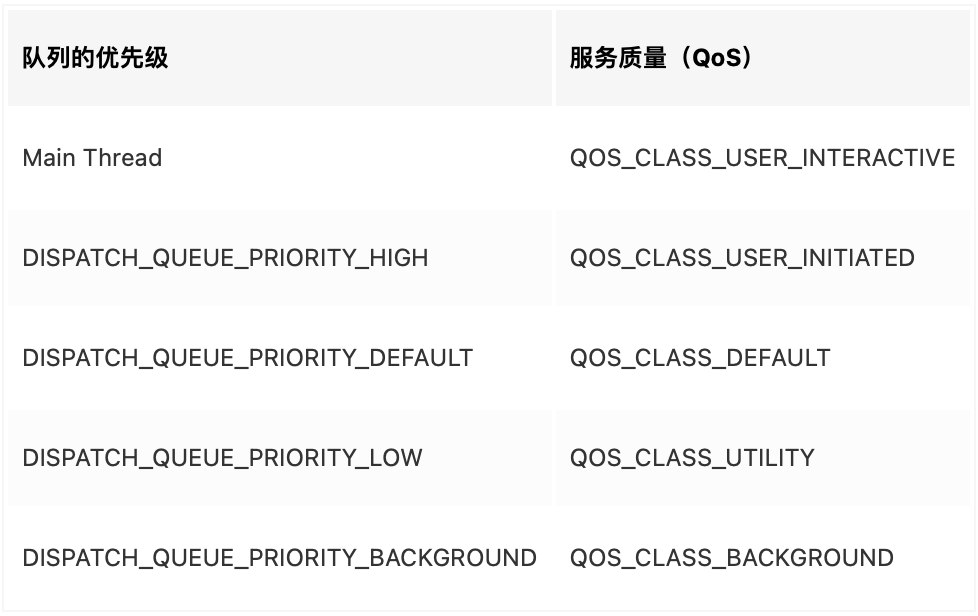 队列的优先级 服务质量（QoS）
Main Thread QOS_CLASS_USER_INTERACTIVE
DISPATCH_QUEUE_PRIORITY_HIGH QOS_CLASS_USER_INITIATED
DISPATCH_QUEUE_PRIORITY_DEFAULT QOS_CLASS_DEFAULT
DISPATCH_QUEUE_PRIORITY_LOW QOS_CLASS_UTILITY
DISPATCH_QUEUE_PRIORITY_BACKGROUND QOS_CLASS_BACKGROUND